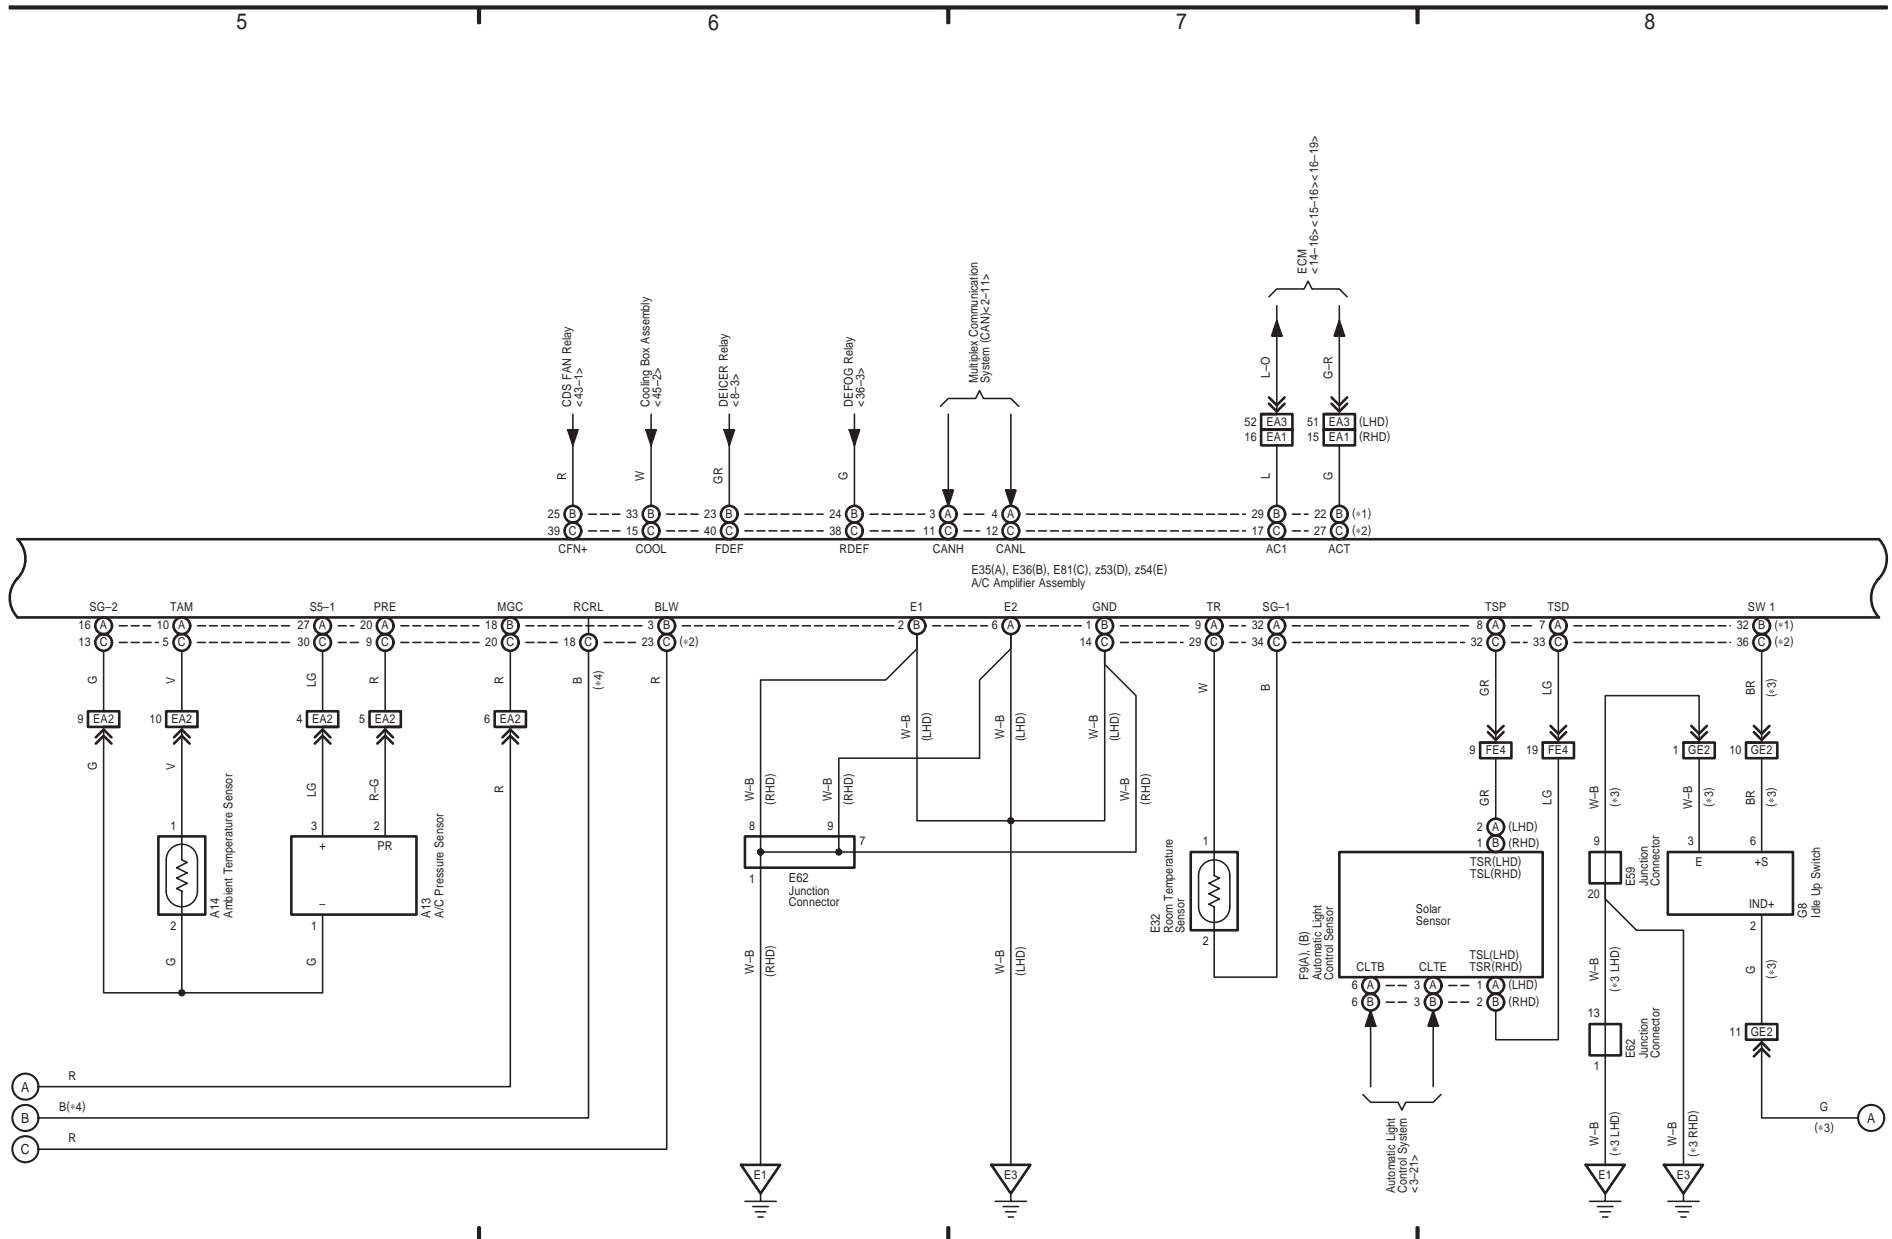 5 6 7 8
ECM
<14–16><15–16><16–19>
CDS FAN Relay
<43–1>
Cooling Box Assembly
<45–2>
DEICER Relay
<8–3>
DEFOG Relay
<36–3>
Multiplex Communication
System (CAN)<2–11>
L–O G–R
52 EA3 51 EA3 (LHD)
16 EA1 15 EA1 (RHD)
R W GR G L G
25 B 33 B 23 B 24 B 3 A 4 A 29 B 22 B (*1)
39 C 15 C 40 C 38 C 11 C 12 C 17 C 27 C (*2)
CFN+ COOL FDEF RDEF CANH CANL AC1 ACT
E35(A), E36(B), E81(C), z53(D), z54(E)
A/C Amplifier Assembly
SG–2 TAM S5–1 PRE MGC RCRL BLW E1 E2 GND TR SG–1 TSP TSD SW 1
16 A 10 A 27 A 20 A 18 B 3 B 2 B 6 A 1 B 9 A 32 A 8 A 7 A 32 B (*1)
13 C 5 C 30 C 9 C 20 C 18 C 23 C (*2) 14 C 29 C 34 C 32 C 33 C 36 C (*2)
G V LG R R B (*4) R W B GR LG BR (*3)
9 EA2 10 EA2 4 EA2 5 EA2 6 EA2
W–B (LHD) W–B (LHD) W–B (LHD)
9 FE4 19 FE4 1 GE2 10 GE2
G V LG R–G R
W–B (RHD) W–B (RHD) W–B (RHD)
GR LG W–B (*3) W–B (*3) BR (*3)
1 3 2 8 9 7 1
2 A (LHD)
1 B (RHD)
9 3 6
+ PR
A14
Ambient Temperature Sensor
A13
A/C Pressure Sensor
–
2 1
1
E62
Junction
Connector
E32
Room Temperature
Sensor
2
TSR(LHD)
TSL(RHD)
Solar
Sensor
F9(A), (B)
Automatic Light
Control Sensor
TSL(LHD)
TSR(RHD)
CLTB CLTE
6 A 3 A 1 A (LHD)
6 B 3 B 2 B (RHD)
E59
Junction
Connector
20
E +S
IND+
G8
Idle Up Switch
2
G G
W–B (RHD) W–B (LHD)
W–B (*3 LHD) G (*3)
13
E62
Junction
Connector
1
11 GE2
A R
B B(*4)
C R
G (*3) A
Automatic Light
Control System
<3–21>
W–B (*3 LHD) W–B (*3 RHD)
E1 E3 E1 E3